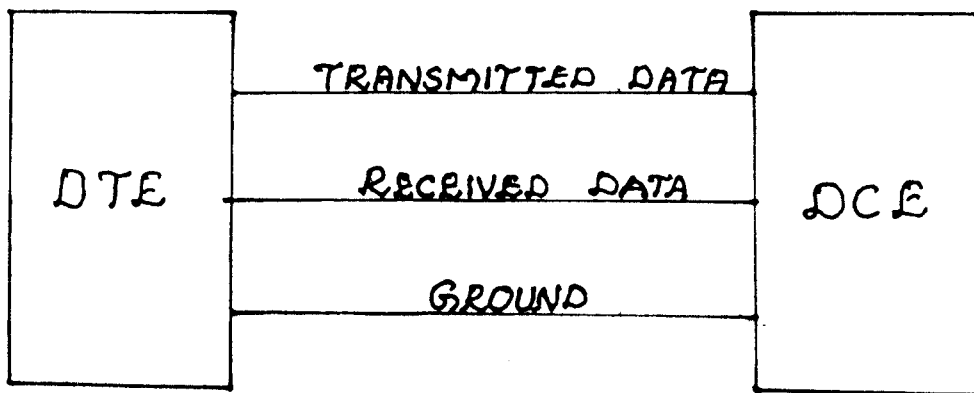 TRANSMITTED DATA
DTE
RECEIVED DATA
DCE
GROUND